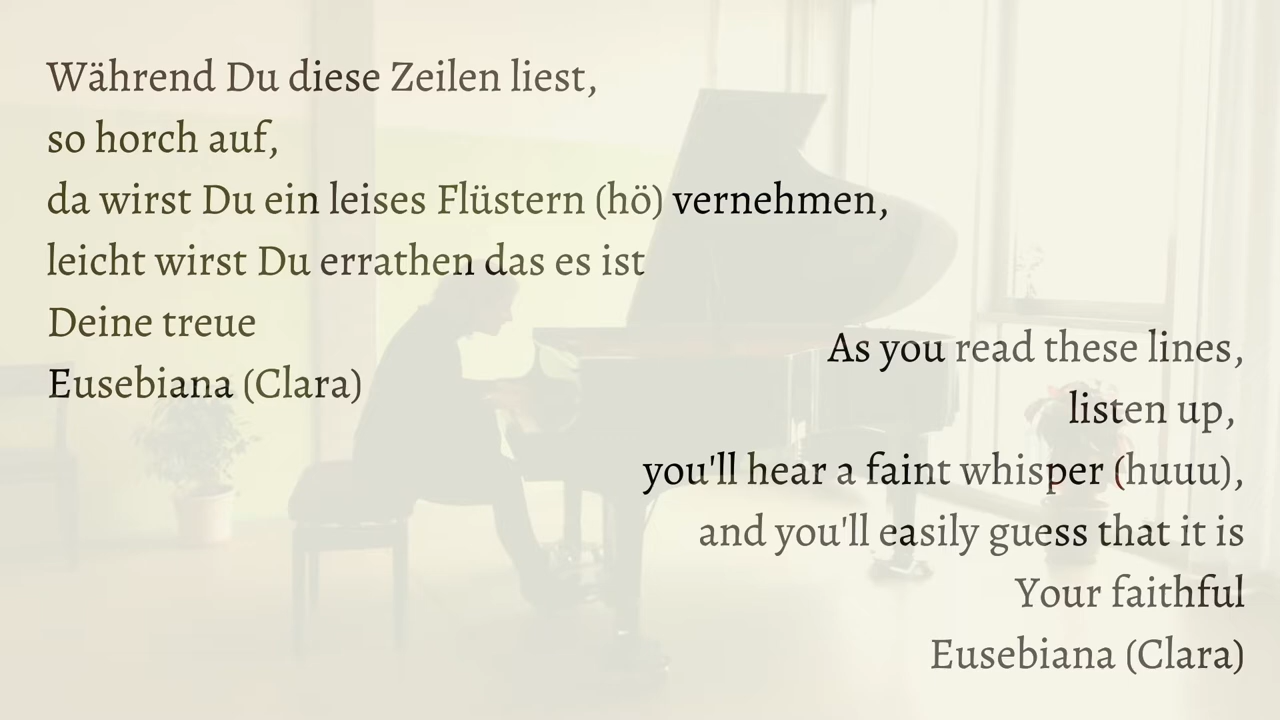 Während Du diese Zeilen liest,
so horch auf,
da wirst Du ein leises Flüstern (hö) vernehmen,
leicht wirst Du errathen das es ist
Deine treue
Eusebiana (Clara)
As you read these lines,
listen up,
you'll hear a faint whisper (huuu),
and you'll easily guess that it is
Your faithful
Eusebiana (Clara)